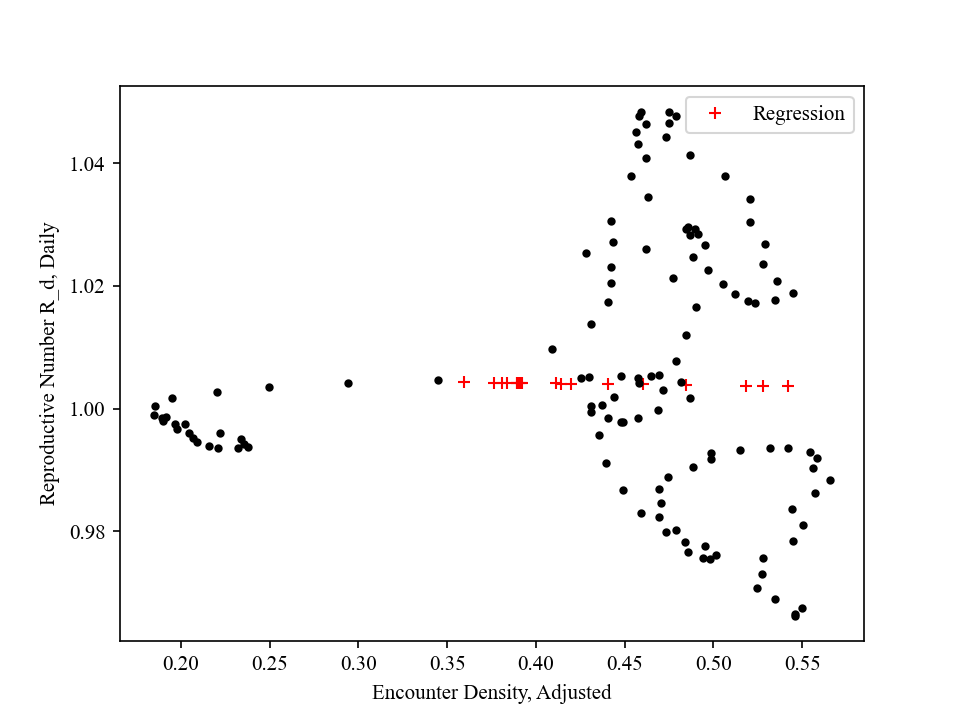 Regression
1.04
1.02
1.00
0.98
Reproductive Number R_d, Daily
0.20 0.25 0.30 0.35 0.40 0.45 0.50 0.55
Encounter Density, Adjusted